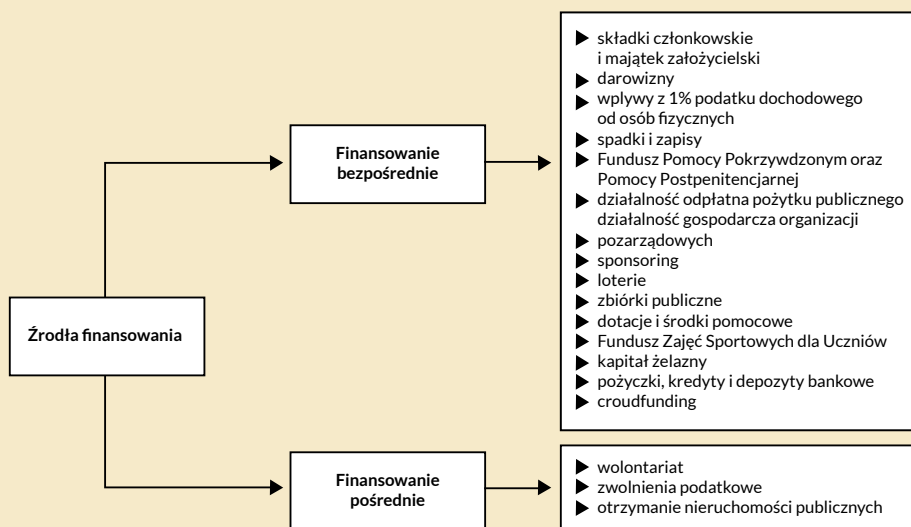 Źrodła finansowania
Finansowanie
bezpośrednie
▶ składki członkowskie
i majątek założycielski
▶ darowizny
▶ wpływy z 1% podatku dochodowego
od osób fizycznych
▶ spadki i zapisy
▶ Fundusz Pomocy Pokrzywdzonym oraz
Pomocy Postpenitencjarnej
▶ działalność odpłatna pożytku publicznego
działalność gospodarcza organizacji
▶ pozarządowych
▶ sponsoring
▶ loterie
▶ zbiórki publiczne
▶ dotacje i środki pomocowe
▶ Fundusz Zajęć Sportowych dla Uczniów
▶ kapitał żelazny
▶ pożyczki, kredyty i depozyty bankowe
▶ croudfunding
Finansowanie
pośrednie
▶ wolontariat
▶ zwolnienia podatkowe
▶ otrzymanie nieruchomości publicznych